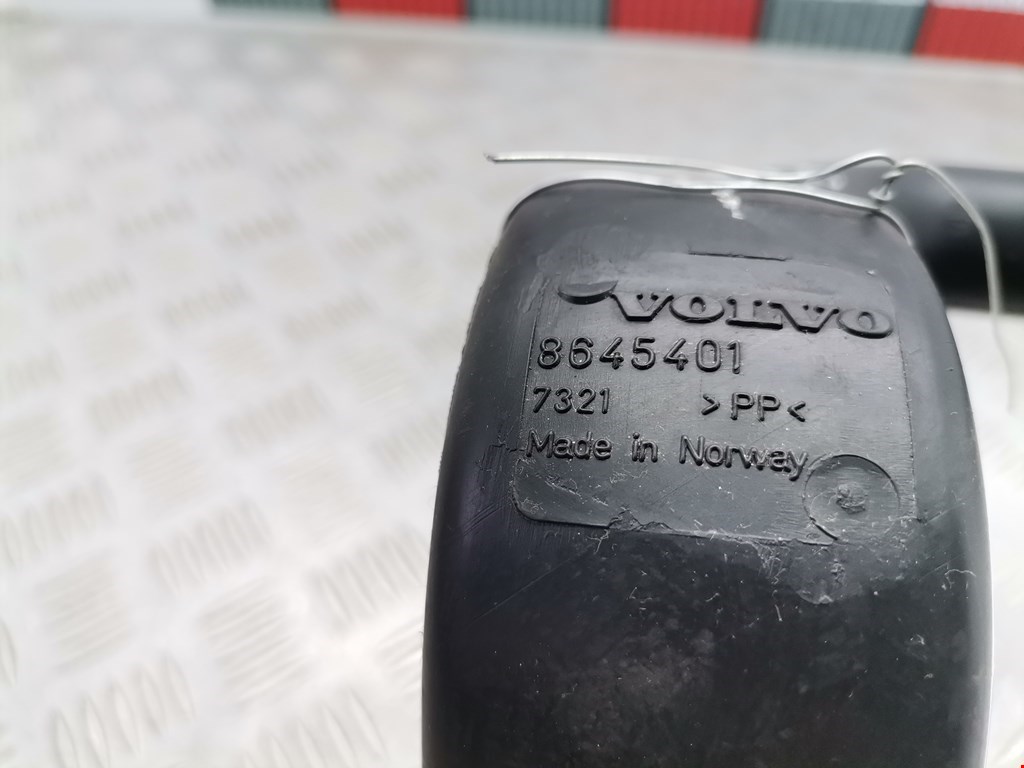 VOLVO
8645401
7321 >PP<
Made in Norway